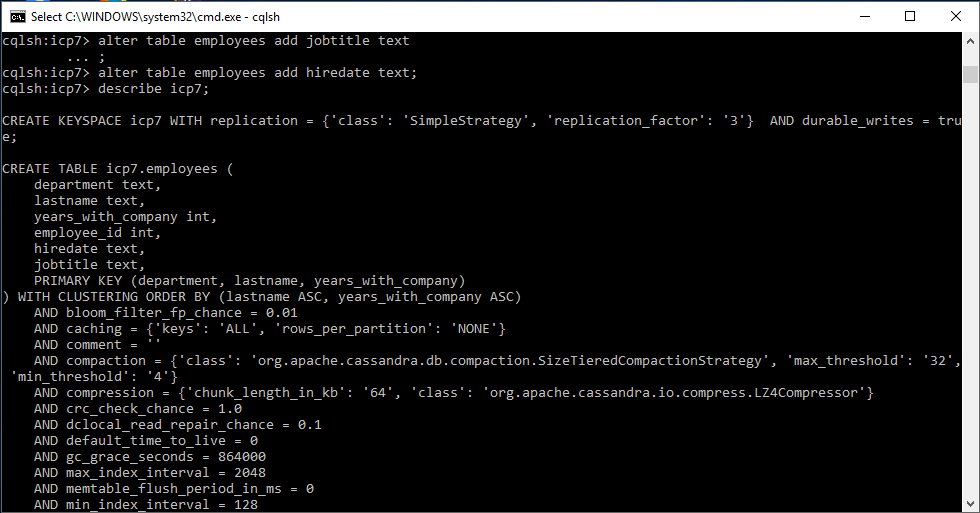 Select C:\WINDOWS\system32\cmd.exe - cqlsh
cqlsh:icp7> alter table employees add jobtitle text
        ... ;
cqlsh:icp7> alter table employees add hiredate text;
cqlsh:icp7> describe icp7;

CREATE KEYSPACE icp7 WITH replication = {'class': 'SimpleStrategy', 'replication_factor': '3'}  AND durable_writes = tru
e;

CREATE TABLE icp7.employees (
    department text,
    lastname text,
    years_with_company int,
    employee_id int,
    hiredate text,
    jobtitle text,
    PRIMARY KEY (department, lastname, years_with_company)
) WITH CLUSTERING ORDER BY (lastname ASC, years_with_company ASC)
    AND bloom_filter_fp_chance = 0.01
    AND caching = {'keys': 'ALL', 'rows_per_partition': 'NONE'}
    AND comment = ''
    AND compaction = {'class': 'org.apache.cassandra.db.compaction.SizeTieredCompactionStrategy', 'max_threshold': '32',
 'min_threshold': '4'}
    AND compression = {'chunk_length_in_kb': '64', 'class': 'org.apache.cassandra.io.compress.LZ4Compressor'}
    AND crc_check_chance = 1.0
    AND dclocal_read_repair_chance = 0.1
    AND default_time_to_live = 0
    AND gc_grace_seconds = 864000
    AND max_index_interval = 2048
    AND memtable_flush_period_in_ms = 0
    AND min_index_interval = 128